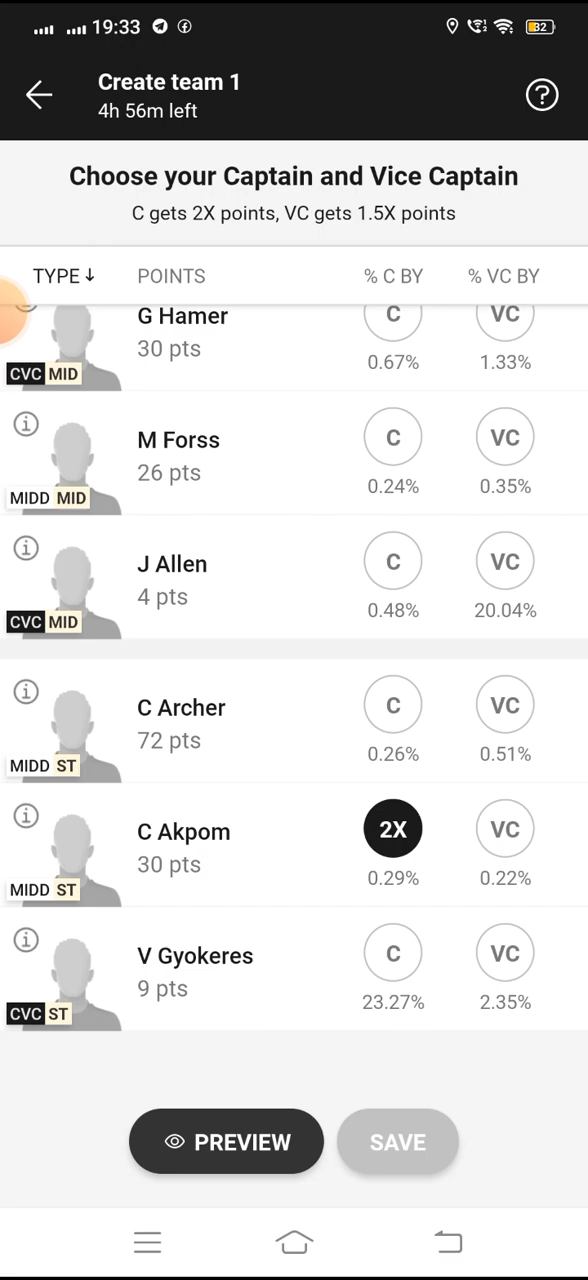 19:33 32
Create team 1
4h 56m left
?
Choose your Captain and Vice Captain
C gets 2X points, VC gets 1.5X points
TYPE↓ POINTS % C BY % VC BY
G Hamer C VC
30 pts
0.67% 1.33%
CVC MID
M Forss C VC
26 pts
0.24% 0.35%
MIDD MID
J Allen C VC
4 pts
0.48% 20.04%
CVC MID
C Archer C VC
72 pts
0.26% 0.51%
MIDD ST
C Akpom 2X VC
30 pts
0.29% 0.22%
MIDD ST
V Gyokeres C VC
9 pts
23.27% 2.35%
CVC ST
PREVIEW SAVE